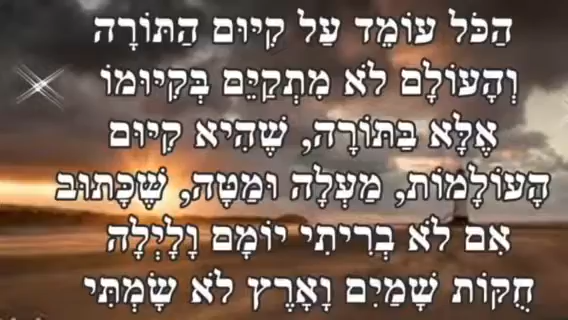 הַכֹּל עוֹמֵד עַל קִיּוּם הַתּוֹרָה
וְהָעוֹלָם לֹא מִתְקַיֵּם בְּקִיּוּמוֹ
אֶלָּא בַּתּוֹרָה, שֶׁהִיא קִיּוּם
הָעוֹלָמוֹת, מַעְלָה וּמַטָּה, שֶׁכָּתוּב
אִם לֹא בְרִיתִי יוֹמָם וָלָיְלָה
חֻקּוֹת שָׁמַיִם וָאָרֶץ לֹא שָׂמְתִּי